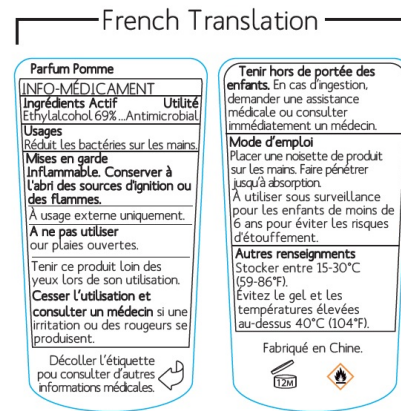 French Translation
Parfum Pomme
INFO-MÉDICAMENT
Ingrédients Actif Utilité
Ethylalcohol 69%...Antimicrobial
Usages
Réduit les bactéries sur les mains.
Mises en garde
Inflammable. Conserver à
l'abri des sources d'ignition ou
des flammes.
À usage externe uniquement.
A ne pas utiliser
our plaies ouvertes.
Tenir ce produit loin des
yeux lors de son utilisation.
Cesser l'utilisation et
consulter un médecin si une
irritation ou des rougeurs se
produisent.
Décoller l'étiquette
pou consulter d'autres
informations médicales.
Tenir hors de portée des
enfants. En cas d'ingestion,
demander une assistance
médicale ou consulter
immédiatement un médecin.
Mode d'emploi
Placer une noisette de produit
sur les mains. Faire pénétrer
jusqu'à absorption.
À utiliser sous surveillance
pour les enfants de moins de
6 ans pour éviter les risques
d'étouffement.
Autres renseignments
Stocker entre 15-30°C
(59-86°F).
Évitez le gel et les
températures élevées
au-dessus 40°C (104°F).
Fabriqué en Chine.
12M